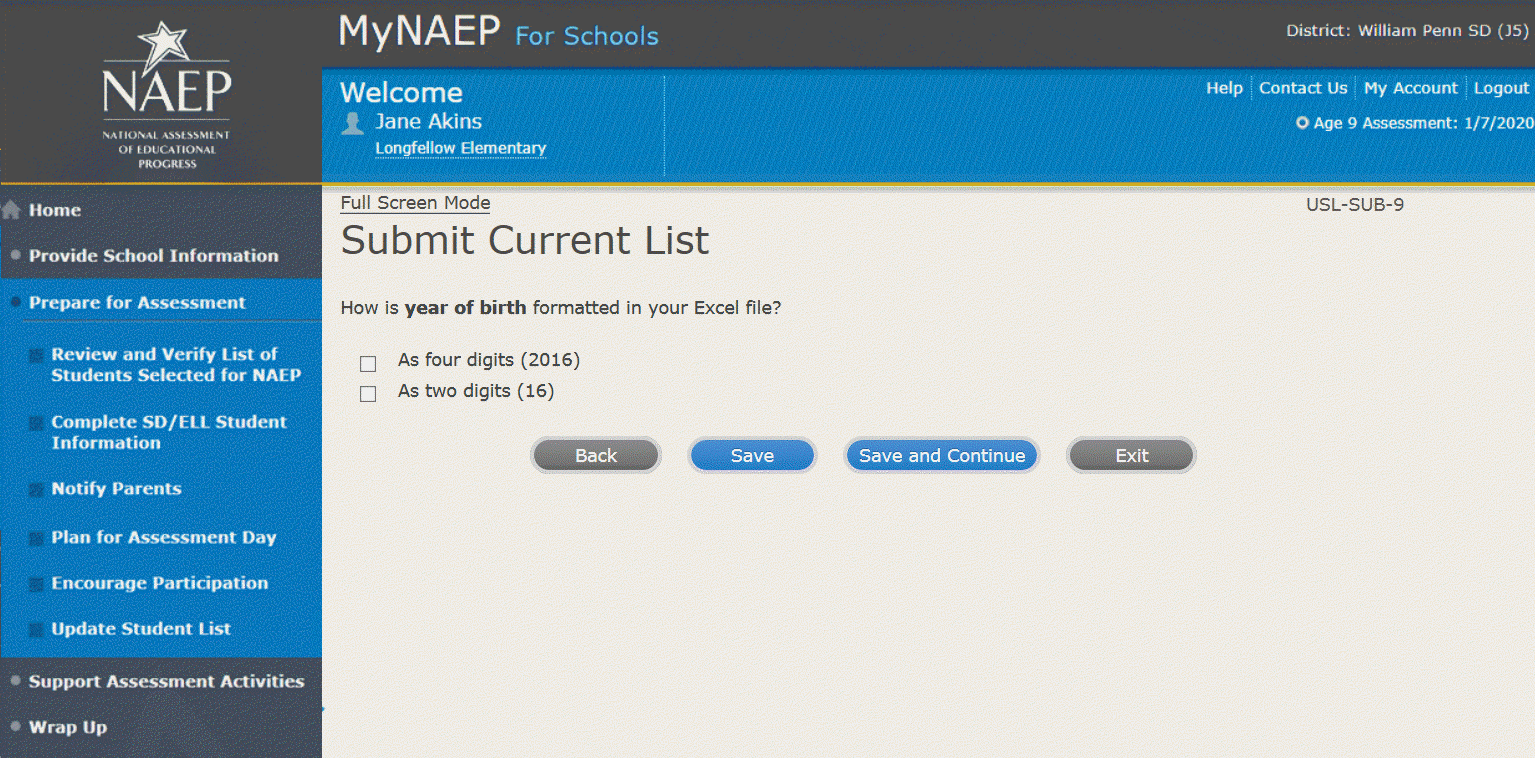 NAEP
NATIONAL ASSESSMENT
OF EDUCATIONAL
PROGRESS
MyNAEP For Schools
District: William Penn SD (J5)
Welcome
Jane Akins
Longfellow Elementary
Help Contact Us My Account Logout
Age 9 Assessment: 1/7/2020
Home
Provide School Information
Prepare for Assessment
Review and Verify List of
Students Selected for NAEP
Complete SD/ELL Student
Information
Notify Parents
Plan for Assessment Day
Encourage Participation
Update Student List
Support Assessment Activities
Wrap Up
Full Screen Mode
USL-SUB-9
Submit Current List
How is year of birth formatted in your Excel file?
As four digits (2016)
As two digits (16)
Back Save Save and Continue Exit